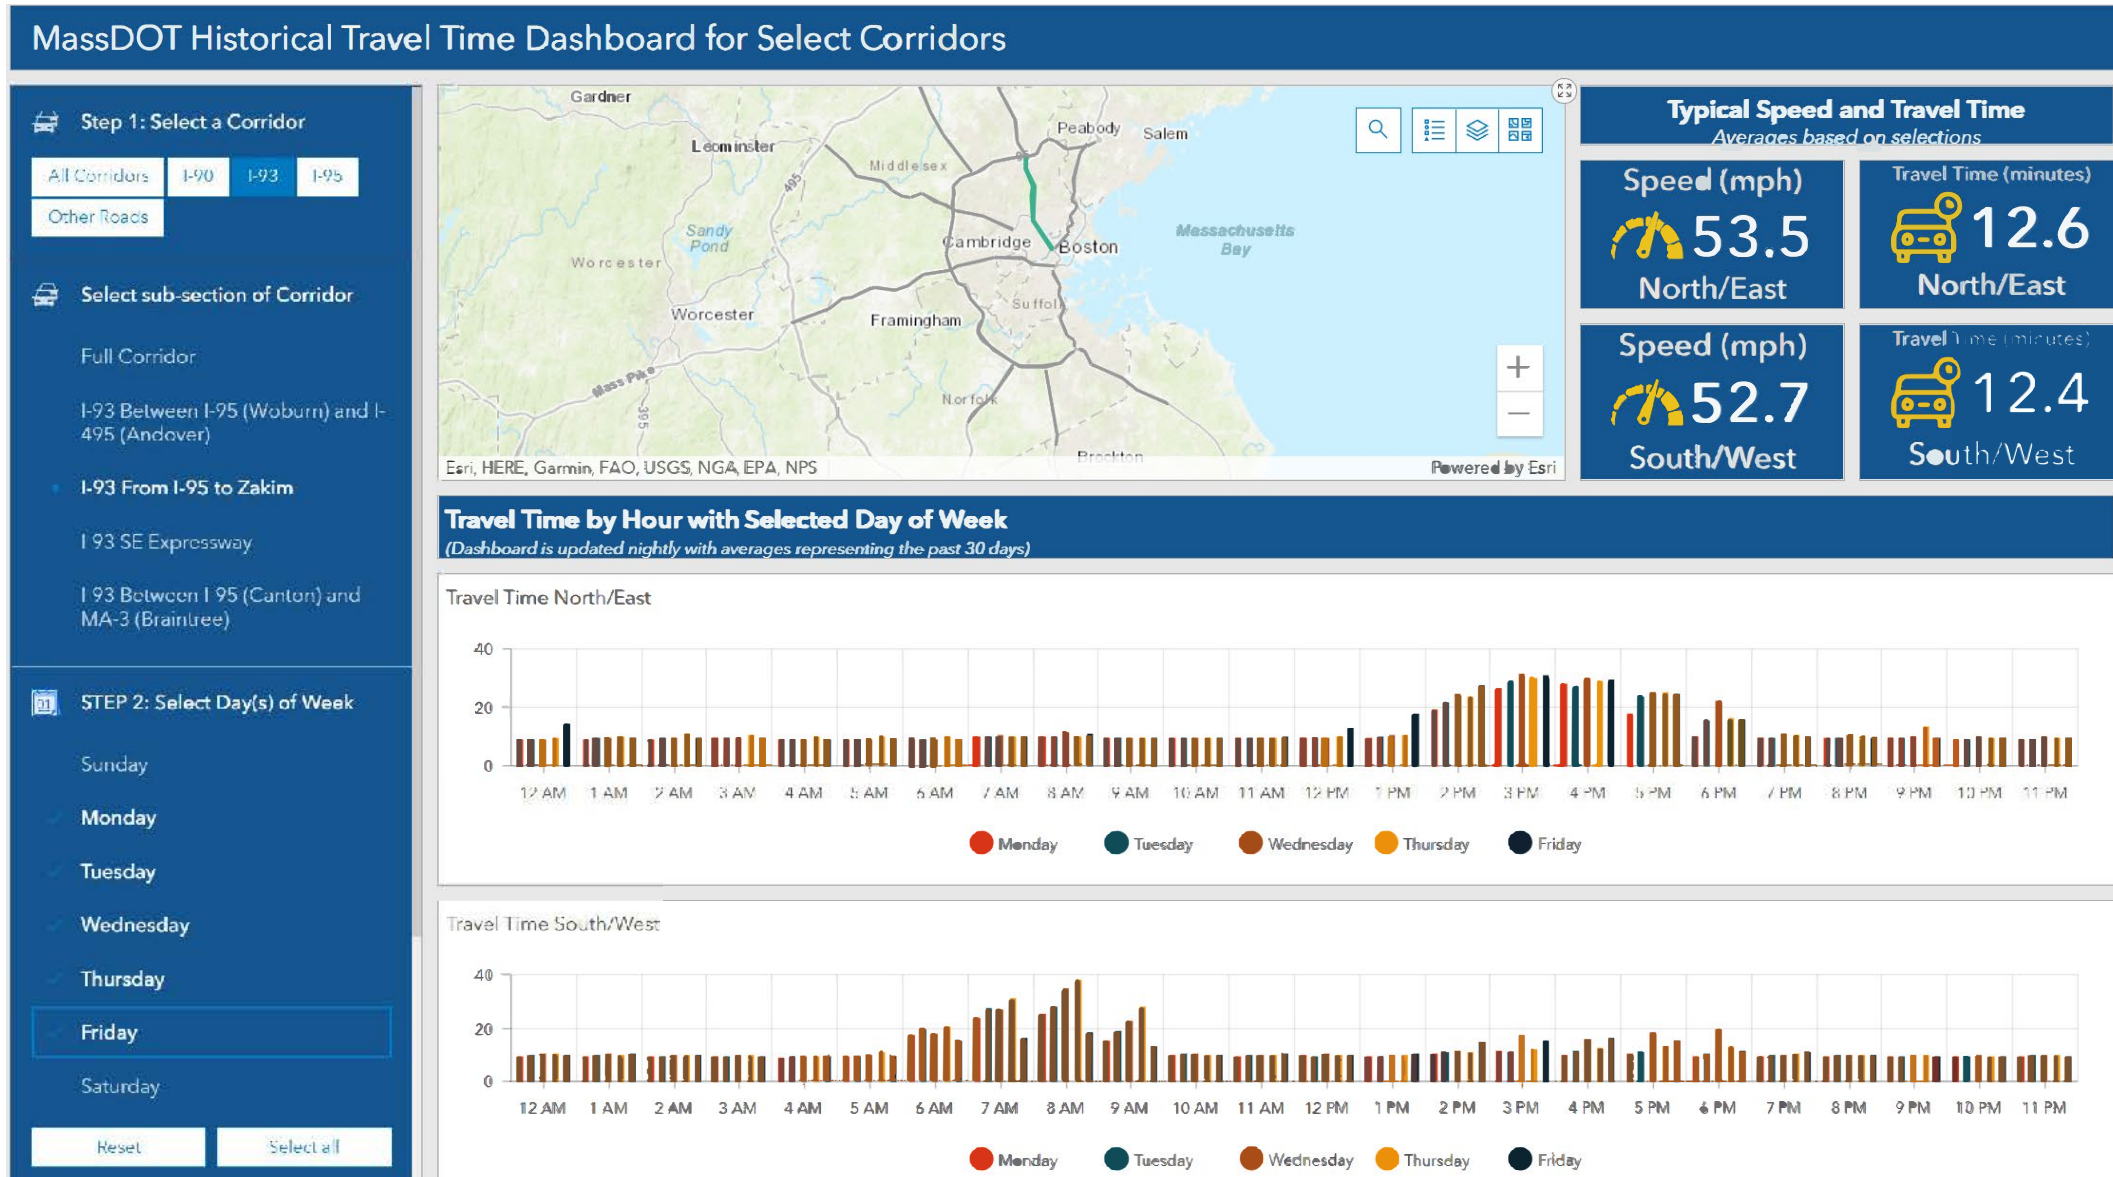 MassDOT Historical Travel Time Dashboard for Select Corridors
Step 1: Select a Corridor
All Corridors
I-90
I-93
I-95
Other Roads
Select sub-section of Corridor
Full Corridor
I-93 Between I-95 (Woburn) and I-
495 (Andover)
I-93 From I-95 to Zakim
I 93 SE Expressway
I 93 Between I 95 (Canton) and
MA-3 (Braintree)
01
STEP 2: Select Day(s) of Week
Sunday
Monday
Tuesday
Wednesday
Thursday
Friday
Saturday
Reset
Select all
Gardner
Leominster
Peabody
Salem
Middlesex
495
95
Sandy
Pond
Cambridge
Boston
Massachusetts
Bay
Worcester
Worcester
Framingham
Suffolk
Mass Pike
395
Norfolk
Brockton
Esri, HERE, Garmin, FAO, USGS, NGA, EPA, NPS
Powered by Esri
Typical Speed and Travel Time
Averages based on selections
Speed (mph)
53.5
North/East
Travel Time (minutes)
12.6
North/East
Speed (mph)
52.7
South/West
Travel Time (minutes)
12.4
South/West
Travel Time by Hour with Selected Day of Week
(Dashboard is updated nightly with averages representing the past 30 days)
Travel Time North/East
40
20
0
12 AM 1 AM 2 AM 3 AM 4 AM 5 AM 6 AM 7 AM 8 AM 9 AM 10 AM 11 AM 12 PM 1 PM 2 PM 3 PM 4 PM 5 PM 6 PM 7 PM 8 PM 9 PM 10 PM 11 PM
Monday Tuesday Wednesday Thursday Friday
Travel Time South/West
40
20
0
12 AM 1 AM 2 AM 3 AM 4 AM 5 AM 6 AM 7 AM 8 AM 9 AM 10 AM 11 AM 12 PM 1 PM 2 PM 3 PM 4 PM 5 PM 6 PM 7 PM 8 PM 9 PM 10 PM 11 PM
Monday Tuesday Wednesday Thursday Friday